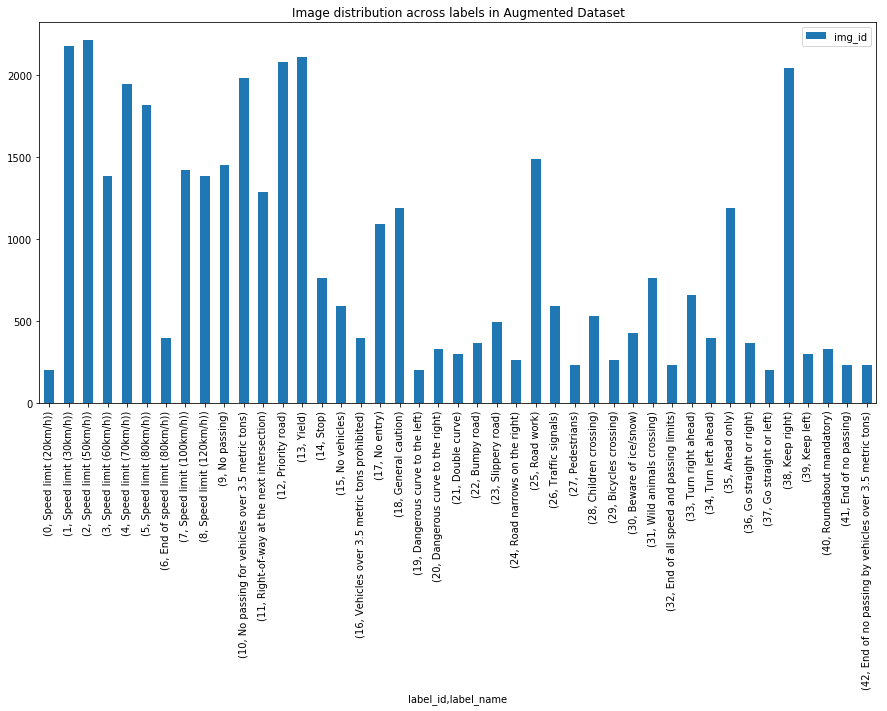 Image distribution across labels in Augmented Dataset
img_id
2000
1500
1000
500
0
(0, Speed limit (20km/h))
(1, Speed limit (30km/h))
(2, Speed limit (50km/h))
(3, Speed limit (60km/h))
(4, Speed limit (70km/h))
(5, Speed limit (80km/h))
(6, End of speed limit (80km/h))
(7, Speed limit (100km/h))
(8, Speed limit (120km/h))
(9, No passing)
(10, No passing for vehicles over 3.5 metric tons)
(11, Right-of-way at the next intersection)
(12, Priority road)
(13, Yield)
(14, Stop)
(15, No vehicles)
(16, Vehicles over 3.5 metric tons prohibited)
(17, No entry)
(18, General caution)
(19, Dangerous curve to the left)
(20, Dangerous curve to the right)
(21, Double curve)
(22, Bumpy road)
(23, Slippery road)
(24, Road narrows on the right)
(25, Road work)
(26, Traffic signals)
(27, Pedestrians)
(28, Children crossing)
(29, Bicycles crossing)
(30, Beware of ice/snow)
(31, Wild animals crossing)
(32, End of all speed and passing limits)
(33, Turn right ahead)
(34, Turn left ahead)
(35, Ahead only)
(36, Go straight or right)
(37, Go straight or left)
(38, Keep right)
(39, Keep left)
(40, Roundabout mandatory)
(41, End of no passing)
(42, End of no passing by vehicles over 3.5 metric tons)
label_id,label_name